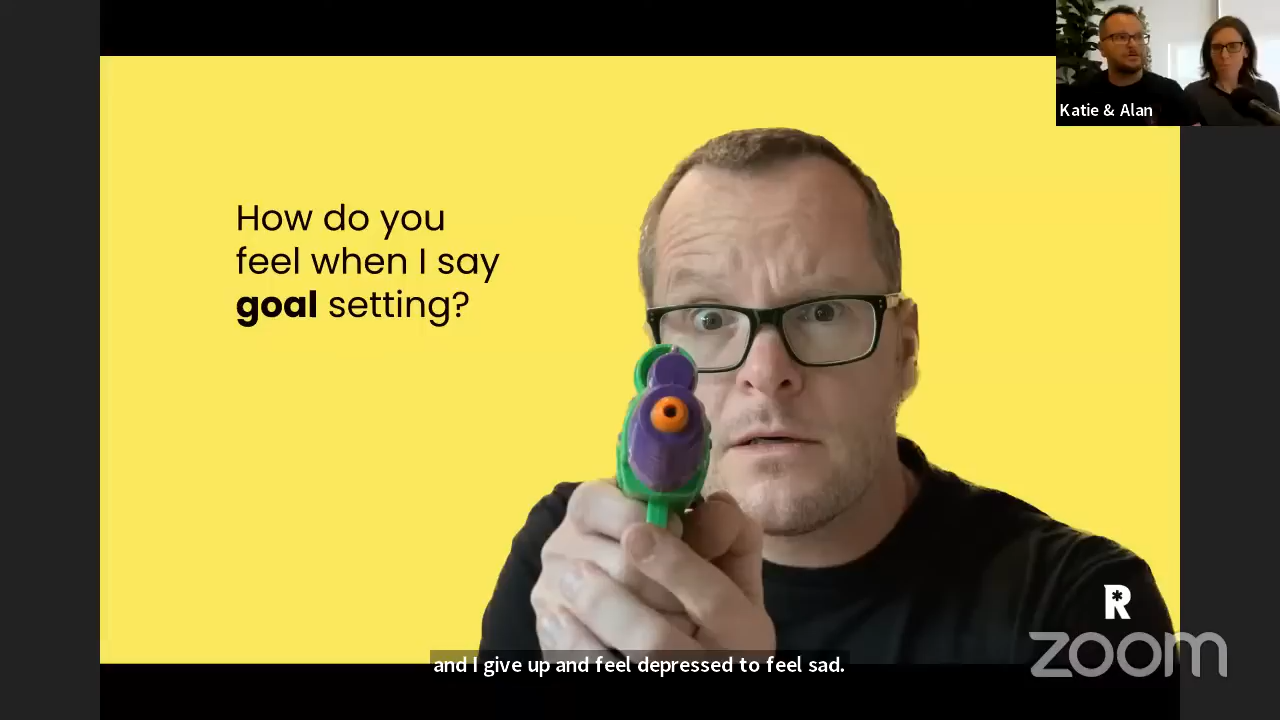 Katie & Alan
How do you
feel when I say
goal setting?
R
zoom
and I give up and feel depressed to feel sad.